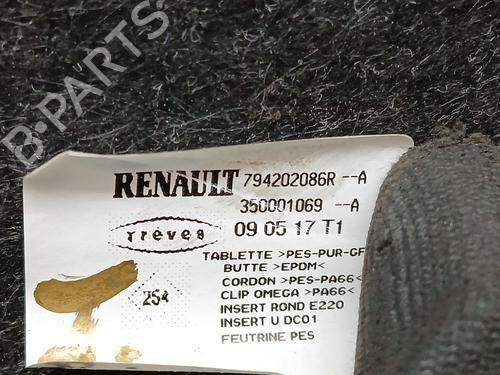 B-PARTS
RENAULT 794202086R --A
350001069 --A
Trèves 09 05 17 T1
TABLETTE >PES-PUR-GF
BUTTE >EPDM<
CORDON >PES-PA66<
254 CLIP OMEGA >PA66<
INSERT ROND E220
INSERT U DC01
FEUTRINE PES